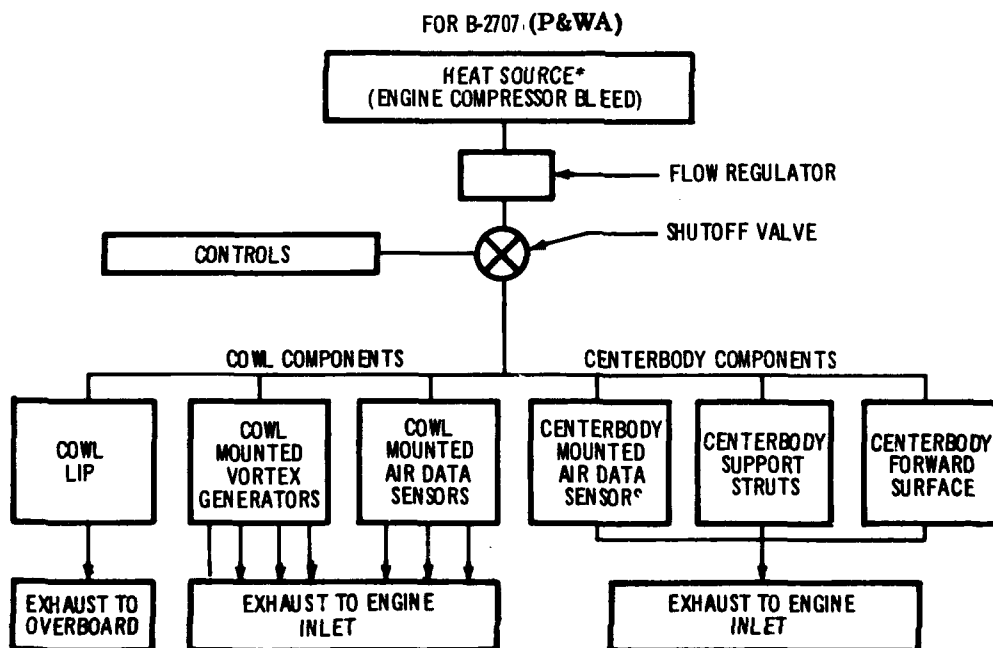 FOR B-2707 (P&WA)
HEAT SOURCE*
(ENGINE COMPRESSOR BLEED)
FLOW REGULATOR
SHUTOFF VALVE
CONTROLS
COWL COMPONENTS
CENTERBODY COMPONENTS
COWL
LIP
COWL
MOUNTED
VORTEX
GENERATORS
COWL
MOUNTED
AIR DATA
SENSORS
CENTERBODY
MOUNTED
AIR DATA
SENSORS
CENTERBODY
SUPPORT
STRUTS
CENTERBODY
FORWARD
SURFACE
EXHAUST TO
OVERBOARD
EXHAUST TO ENGINE
INLET
EXHAUST TO ENGINE
INLET